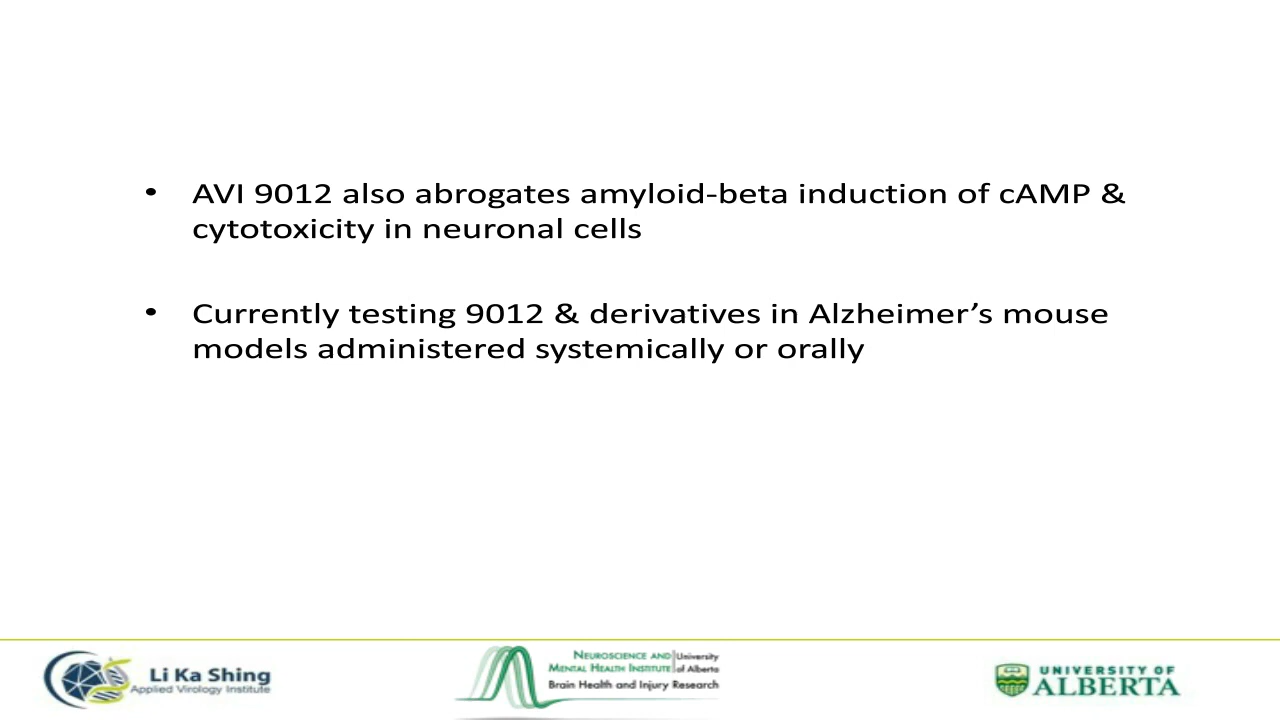 • AVI 9012 also abrogates amyloid-beta induction of cAMP &
cytotoxicity in neuronal cells
• Currently testing 9012 & derivatives in Alzheimer’s mouse
models administered systemically or orally
Li Ka Shing
Applied Virology Institute
NEUROSCIENCE AND University
MENTAL HEALTH INSTITUTE of Alberta
Brain Health and Injury Research
UNIVERSITY OF
ALBERTA